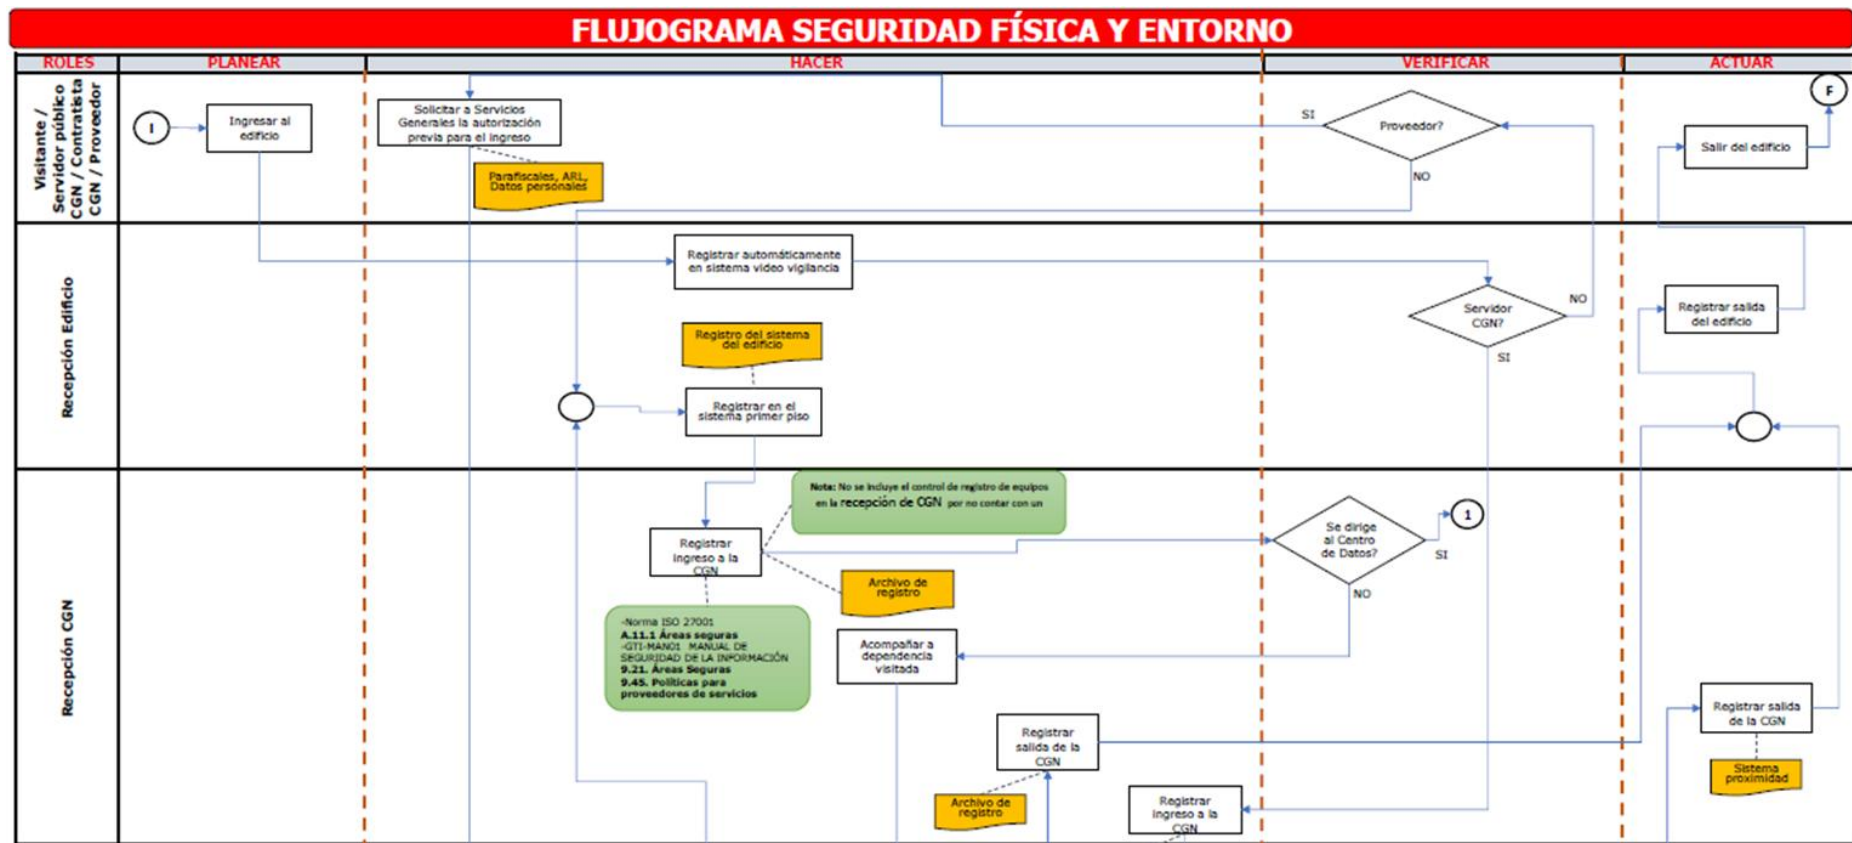 FLUJOGRAMA SEGURIDAD FÍSICA Y ENTORNO
ROLES
PLANEAR
HACER
VERIFICAR
ACTUAR
Visitante /
Servidor público
CGN / Contratista
CGN / Proveedor
I
Ingresar al
edificio
Solicitar a Servicios
Generales la autorización
previa para el ingreso
Parafiscales, ARL,
Datos personales
SI
Proveedor?
NO
Salir del edificio
F
Recepción Edificio
Registrar automáticamente
en sistema video vigilancia
Servidor
CGN?
NO
SI
Registrar salida
del edificio
Registro del sistema
del edificio
Registrar en el
sistema primer piso
Recepción CGN
Nota: No se incluye el control de registro de equipos
en la recepción de CGN por no contar con un
Registrar
ingreso a la
CGN
Se dirige
al Centro
de Datos?
1
SI
NO
Archivo de
registro
-Norma ISO 27001
A.11.1 Áreas seguras
-GTI-MAN01 MANUAL DE
SEGURIDAD DE LA INFORMACIÓN
9.21. Áreas Seguras
9.45. Políticas para
proveedores de servicios
Acompañar a
dependencia
visitada
Registrar
salida de la
CGN
Archivo de
registro
Registrar
ingreso a la
CGN
Registrar salida
de la CGN
Sistema
proximidad